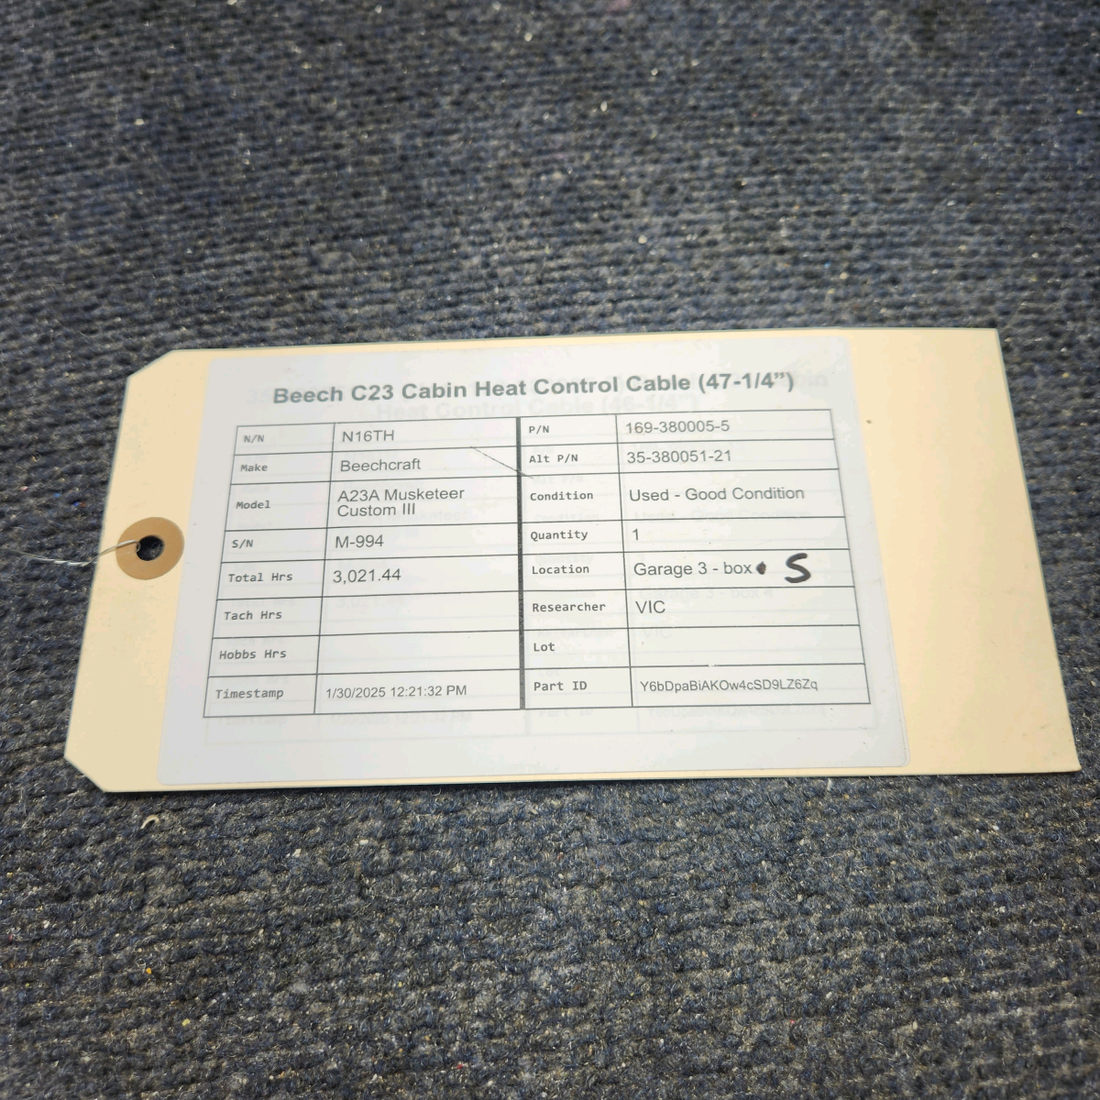 Beech C23 Cabin Heat Control Cable (47-1/4")
N/N N16TH P/N 169-380005-5
Make Beechcraft Alt P/N 35-380051-21
Model A23A Musketeer Custom III Condition Used - Good Condition
S/N M-994 Quantity 1
Total Hrs 3,021.44 Location Garage 3 - box S
Tach Hrs Researcher VIC
Hobbs Hrs Lot
Timestamp 1/30/2025 12:21:32 PM Part ID Y6bDpaBiAKOw4cSD9LZ6Zq